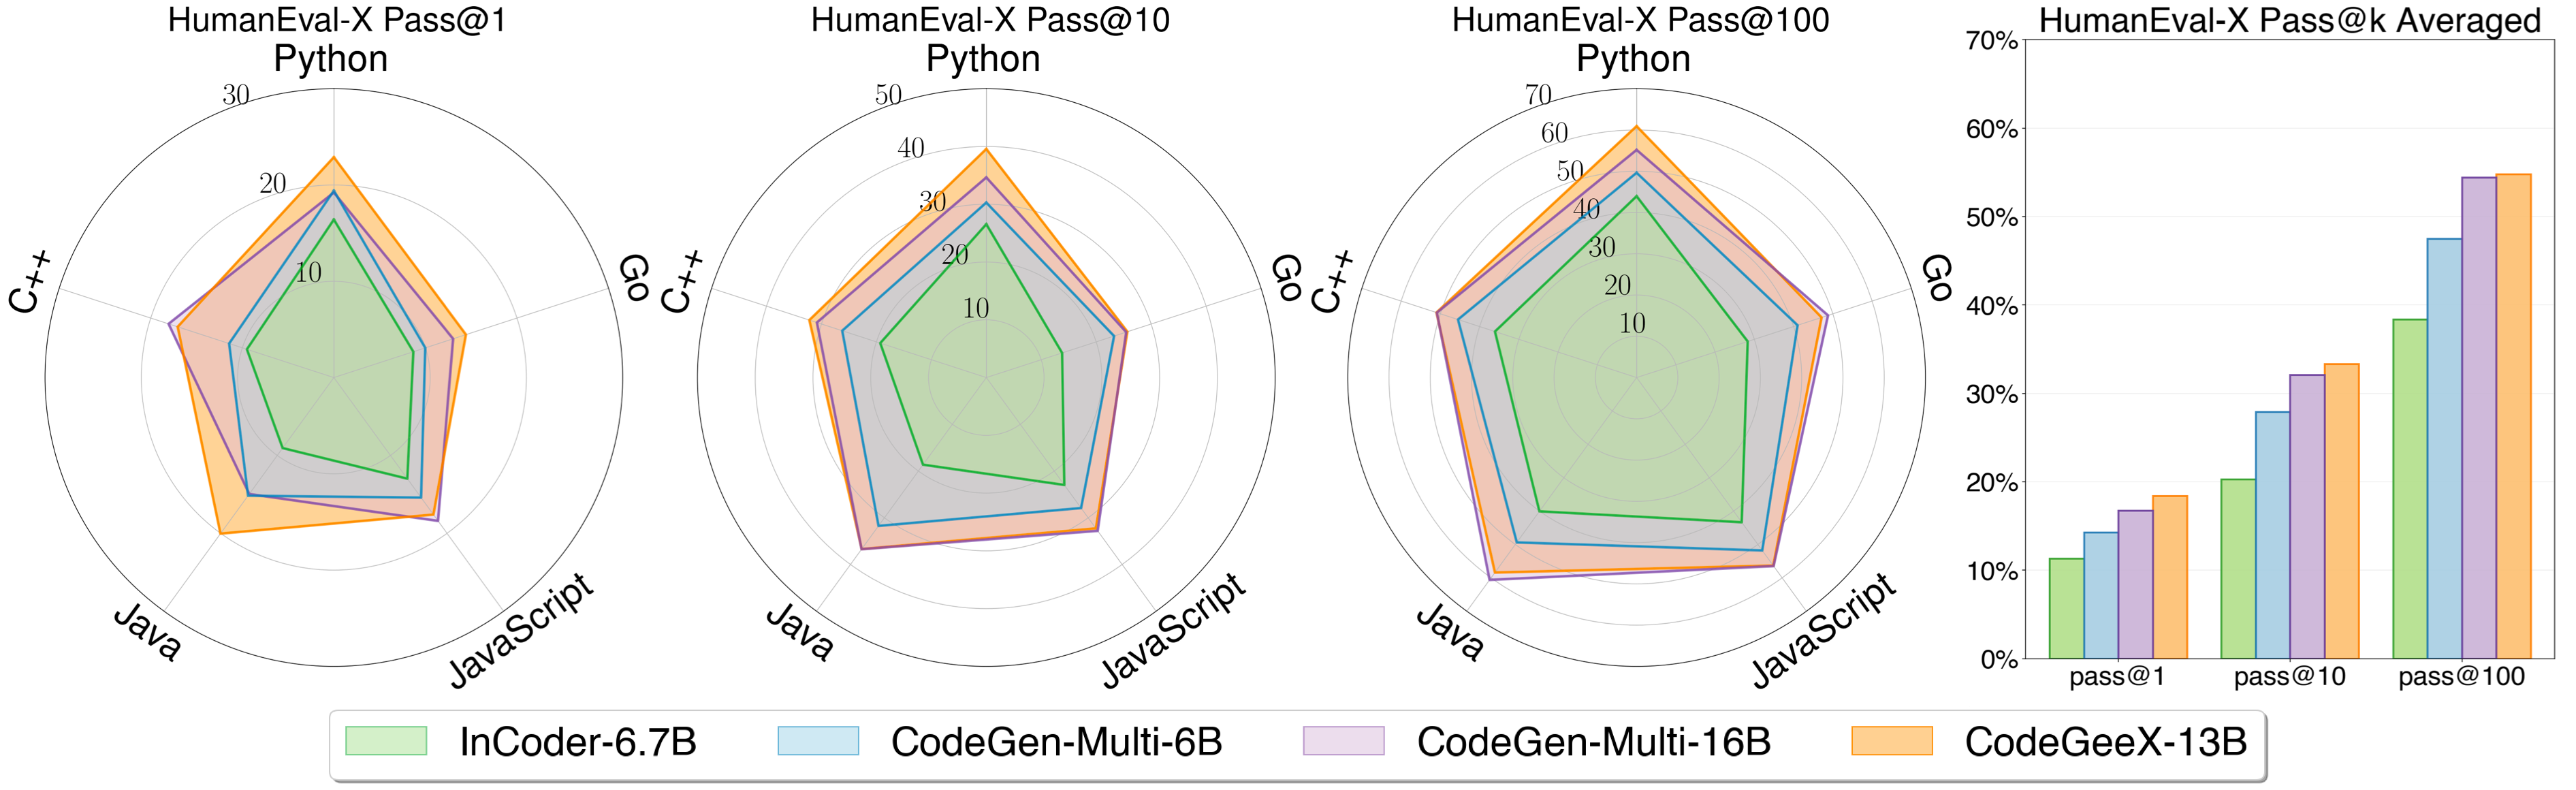 HumanEval-X Pass@1
Python
30
20
10
C++
Go
Java
JavaScript
HumanEval-X Pass@10
Python
50
40
30
20
10
C++
Go
Java
JavaScript
HumanEval-X Pass@100
Python
70
60
50
40
30
20
10
C++
Go
Java
JavaScript
HumanEval-X Pass@k Averaged
70%
60%
50%
40%
30%
20%
10%
0%
pass@1 pass@10 pass@100
InCoder-6.7B CodeGen-Multi-6B CodeGen-Multi-16B CodeGeeX-13B